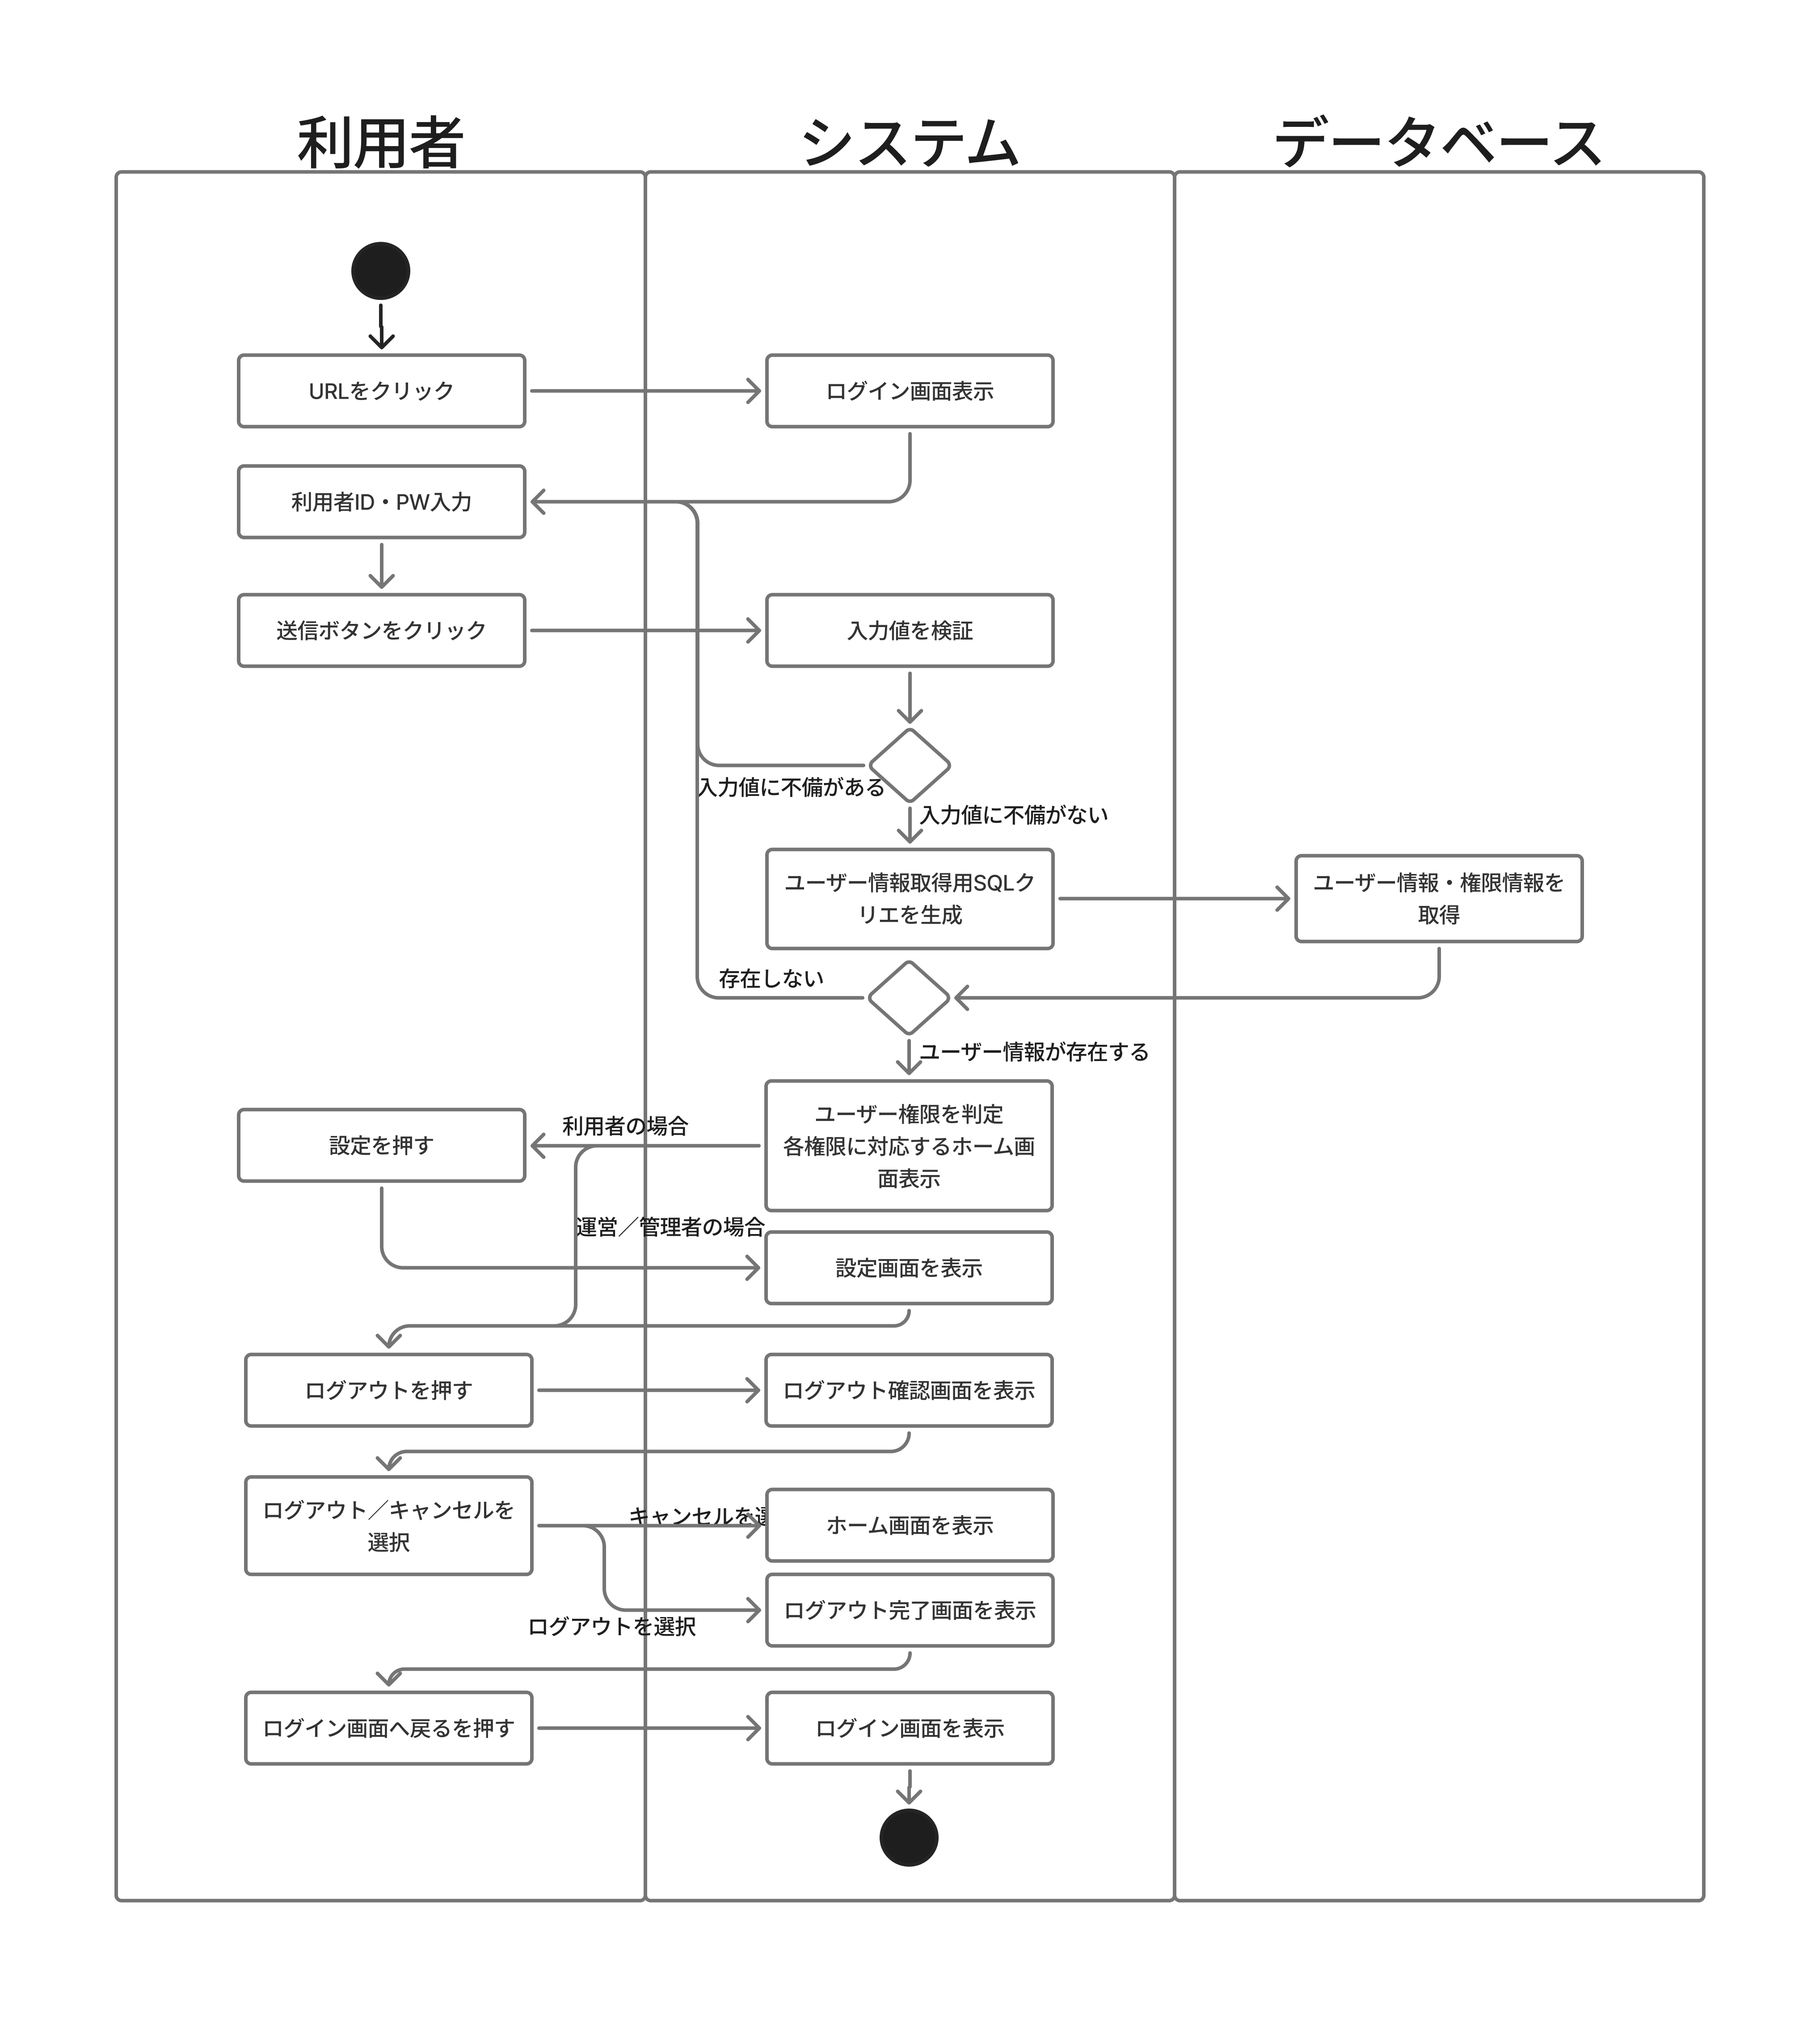 利用者
システム
データベース
URLをクリック
ログイン画面表示
利用者ID・PW入力
送信ボタンをクリック
入力値を検証
入力値に不備がある
入力値に不備がない
ユーザー情報取得用SQLク
リエを生成
ユーザー情報・権限情報を
取得
存在しない
ユーザー情報が存在する
ユーザー権限を判定
各権限に対応するホーム画
面表示
利用者の場合
設定を押す
運営／管理者の場合
設定画面を表示
ログアウトを押す
ログアウト確認画面を表示
ログアウト／キャンセルを
選択
キャンセルを
ホーム画面を表示
ログアウト完了画面を表示
ログアウトを選択
ログイン画面へ戻るを押す
ログイン画面を表示